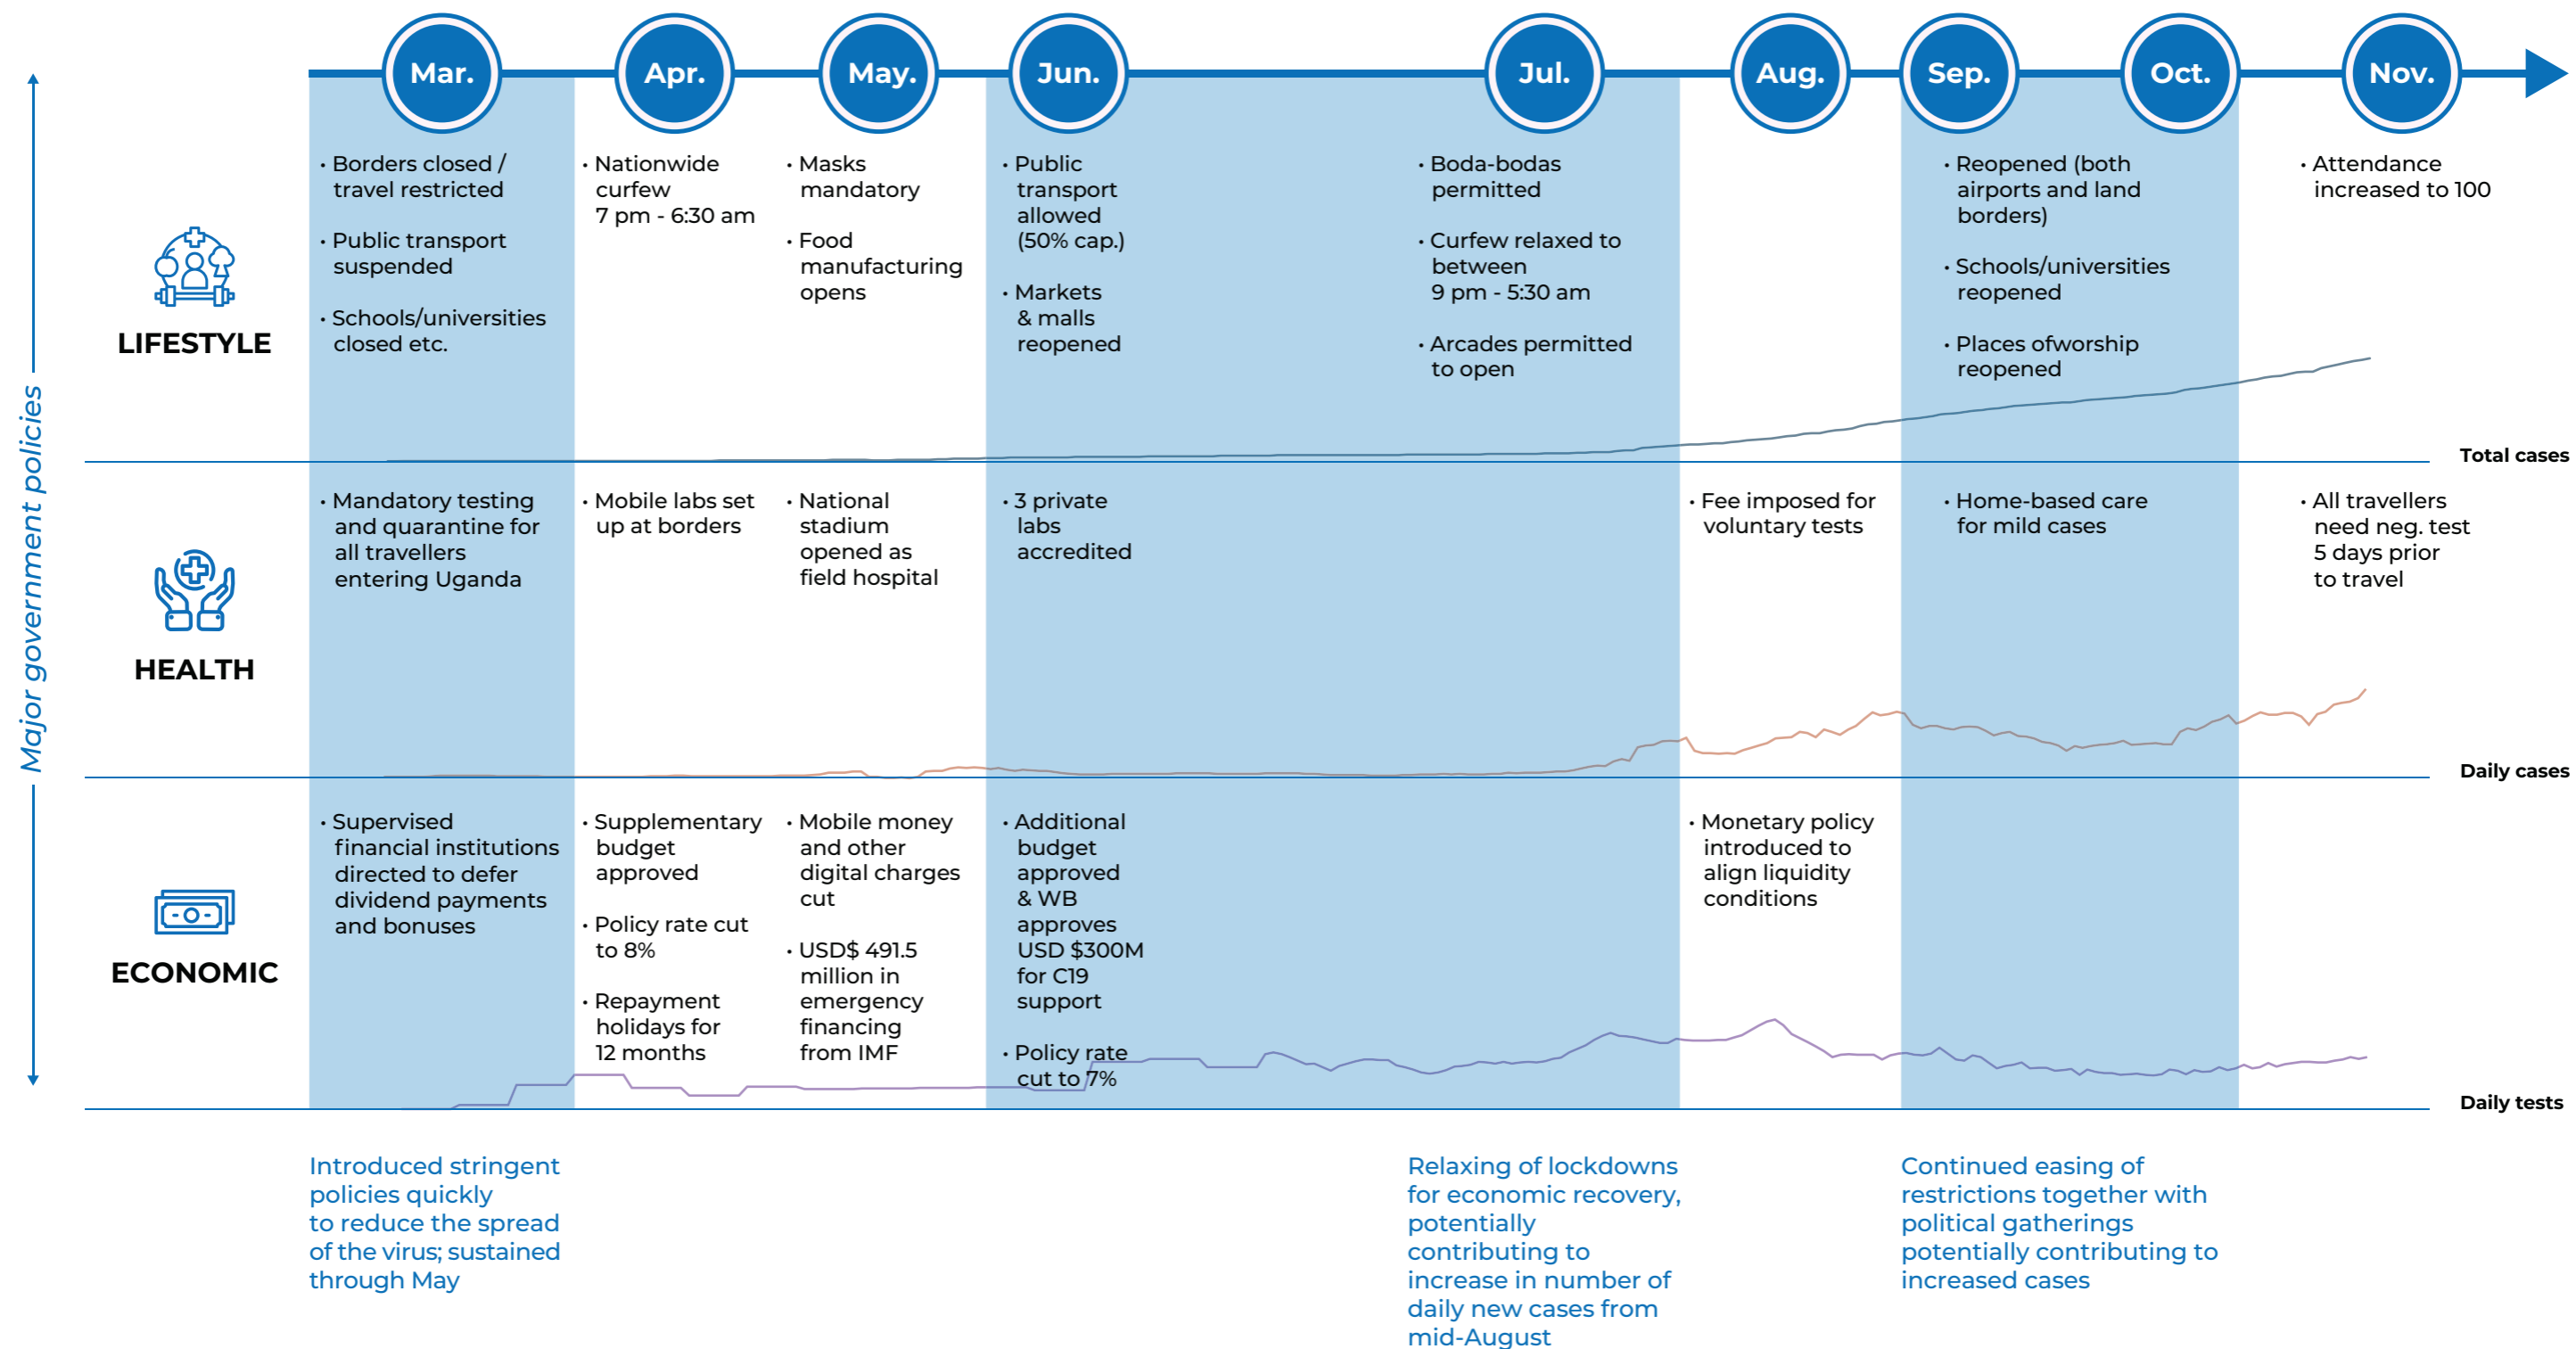 Mar.
Apr.
May.
Jun.
Jul.
Aug.
Sep.
Oct.
Nov.
Major government policies
LIFESTYLE
• Borders closed /
travel restricted
• Public transport
suspended
• Schools/universities
closed etc.
• Nationwide
curfew
7 pm - 6:30 am
• Masks
mandatory
• Food
manufacturing
opens
• Public
transport
allowed
(50% cap.)
• Markets
& malls
reopened
• Boda-bodas
permitted
• Curfew relaxed to
between
9 pm - 5:30 am
• Arcades permitted
to open
• Reopened (both
airports and land
borders)
• Schools/universities
reopened
• Places ofworship
reopened
• Attendance
increased to 100
Total cases
HEALTH
• Mandatory testing
and quarantine for
all travellers
entering Uganda
• Mobile labs set
up at borders
• National
stadium
opened as
field hospital
• 3 private
labs
accredited
• Fee imposed for
voluntary tests
• Home-based care
for mild cases
• All travellers
need neg. test
5 days prior
to travel
Daily cases
ECONOMIC
• Supervised
financial institutions
directed to defer
dividend payments
and bonuses
• Supplementary
budget
approved
• Policy rate cut
to 8%
• Repayment
holidays for
12 months
• Mobile money
and other
digital charges
cut
• USD$ 491.5
million in
emergency
financing
from IMF
• Additional
budget
approved
& WB
approves
USD $300M
for C19
support
• Policy rate
cut to 7%
• Monetary policy
introduced to
align liquidity
conditions
Daily tests
Introduced stringent
policies quickly
to reduce the spread
of the virus; sustained
through May
Relaxing of lockdowns
for economic recovery,
potentially
contributing to
increase in number of
daily new cases from
mid-August
Continued easing of
restrictions together with
political gatherings
potentially contributing to
increased cases